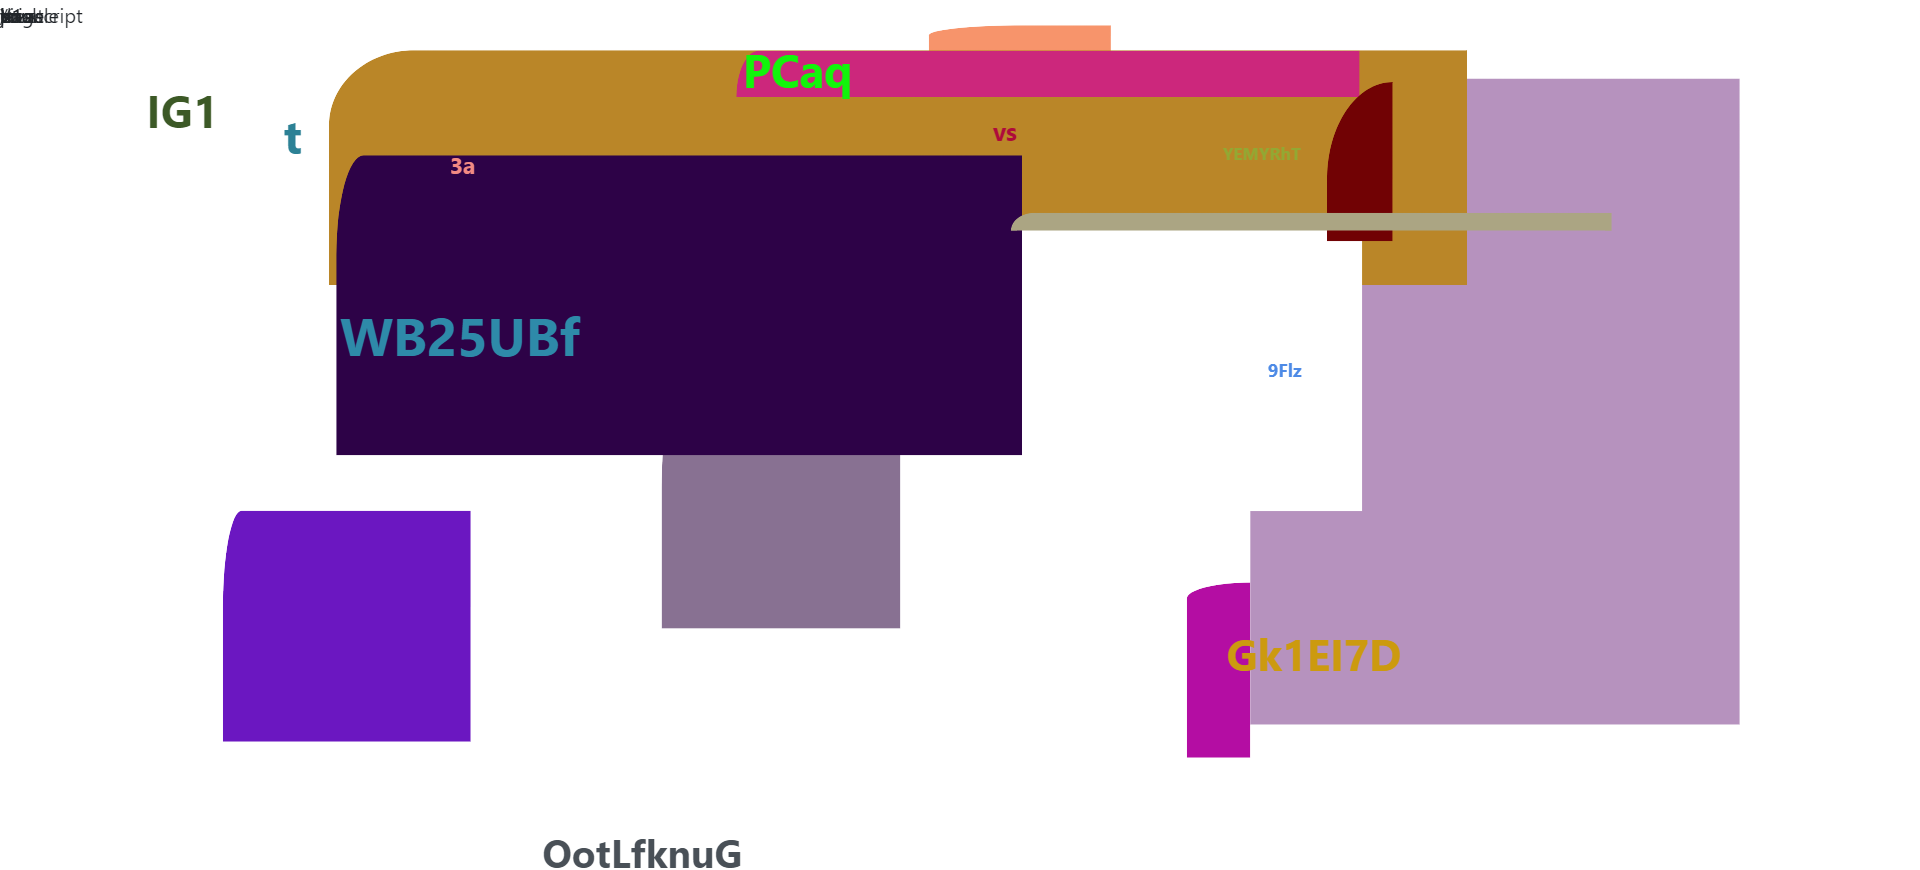 PCaq
IG1
t
vs
YEMYRhT
3a
WB25UBf
9Flz
Gk1EI7D
OotLfknuG